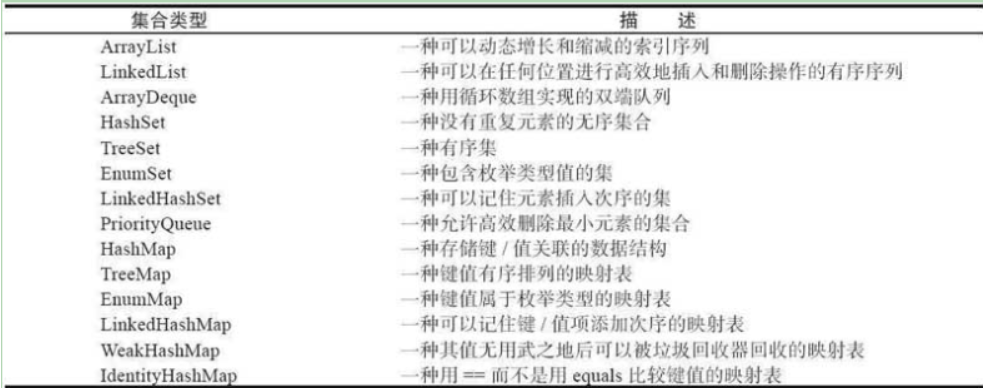 集合类型 描 述
ArrayList 一种可以动态增长和缩减的索引序列
LinkedList 一种可以在任何位置进行高效地插入和删除操作的有序序列
ArrayDeque 一种用循环数组实现的双端队列
HashSet 一种没有重复元素的无序集合
TreeSet 一种有序集
EnumSet 一种包含枚举类型值的集
LinkedHashSet 一种可以记住元素插入次序的集
PriorityQueue 一种允许高效删除最小元素的集合
HashMap 一种存储键 / 值关联的数据结构
TreeMap 一种键值有序排列的映射表
EnumMap 一种键值属于枚举类型的映射表
LinkedHashMap 一种可以记住键 / 值项添加次序的映射表
WeakHashMap 一种其值无用武之地后可以被垃圾回收器回收的映射表
IdentityHashMap 一种用 == 而不是用 equals 比较键值的映射表